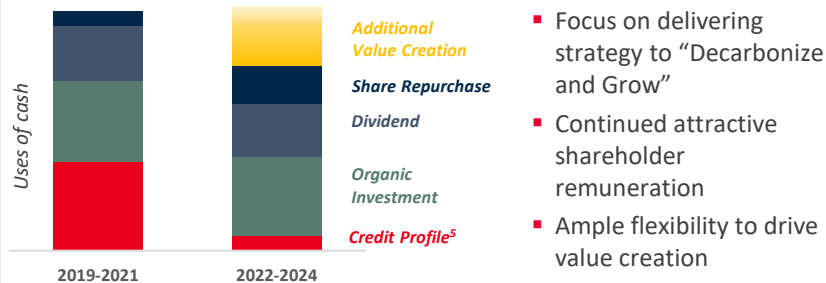 Uses of cash
2019-2021
2022-2024
Additional
Value Creation
Share Repurchase
Dividend
Organic
Investment
Credit Profile⁵
▪ Focus on delivering
strategy to “Decarbonize
and Grow”
▪ Continued attractive
shareholder
remuneration
▪ Ample flexibility to drive
value creation